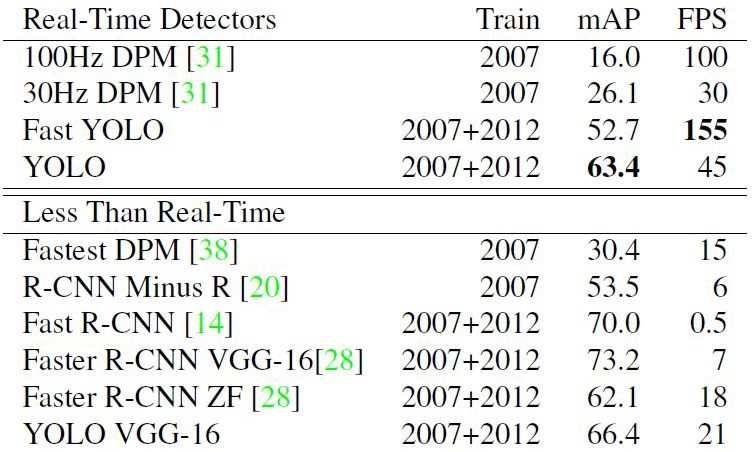 Real-Time Detectors Train mAP FPS
100Hz DPM [31] 2007 16.0 100
30Hz DPM [31] 2007 26.1 30
Fast YOLO 2007+2012 52.7 155
YOLO 2007+2012 63.4 45
Less Than Real-Time
Fastest DPM [38] 2007 30.4 15
R-CNN Minus R [20] 2007 53.5 6
Fast R-CNN [14] 2007+2012 70.0 0.5
Faster R-CNN VGG-16[28] 2007+2012 73.2 7
Faster R-CNN ZF [28] 2007+2012 62.1 18
YOLO VGG-16 2007+2012 66.4 21